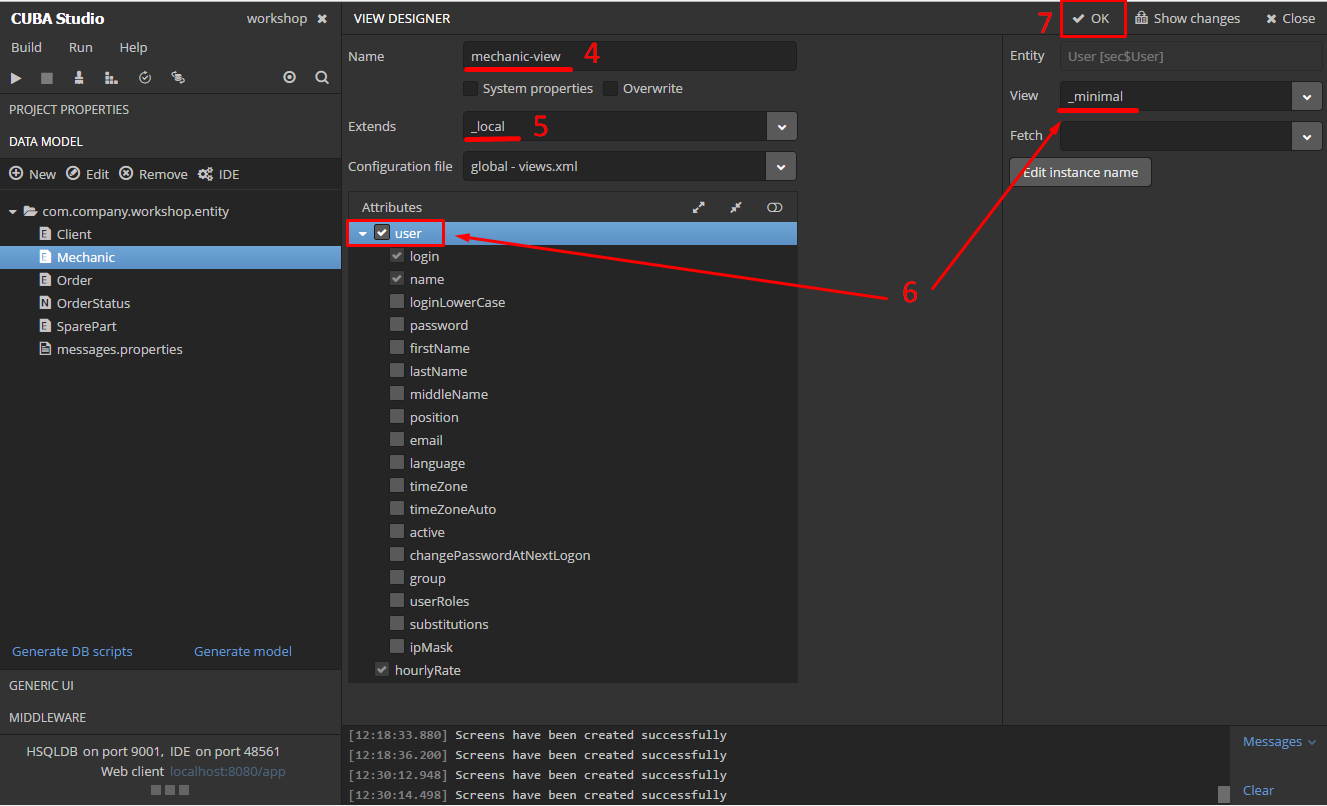 CUBA Studio
workshop
Build Run Help
PROJECT PROPERTIES
DATA MODEL
New Edit Remove IDE
com.company.workshop.entity
E Client
E Mechanic
E Order
N OrderStatus
E SparePart
messages.properties
Generate DB scripts
Generate model
GENERIC UI
MIDDLEWARE
HSQLDB on port 9001, IDE on port 48561
Web client localhost:8080/app
VIEW DESIGNER
7 OK Show changes Close
Name mechanic-view 4
System properties Overwrite
Extends _local 5
Configuration file global - views.xml
Attributes
user
login
name
loginLowerCase
password
firstName
lastName
middleName
position
email
language
timeZone
timeZoneAuto
active
changePasswordAtNextLogon
group
userRoles
substitutions
ipMask
hourlyRate
6
Entity User [sec$User]
View _minimal
Fetch
Edit instance name
[12:18:33.880] Screens have been created successfully
[12:18:36.200] Screens have been created successfully
[12:30:12.948] Screens have been created successfully
[12:30:14.498] Screens have been created successfully
Messages
Clear